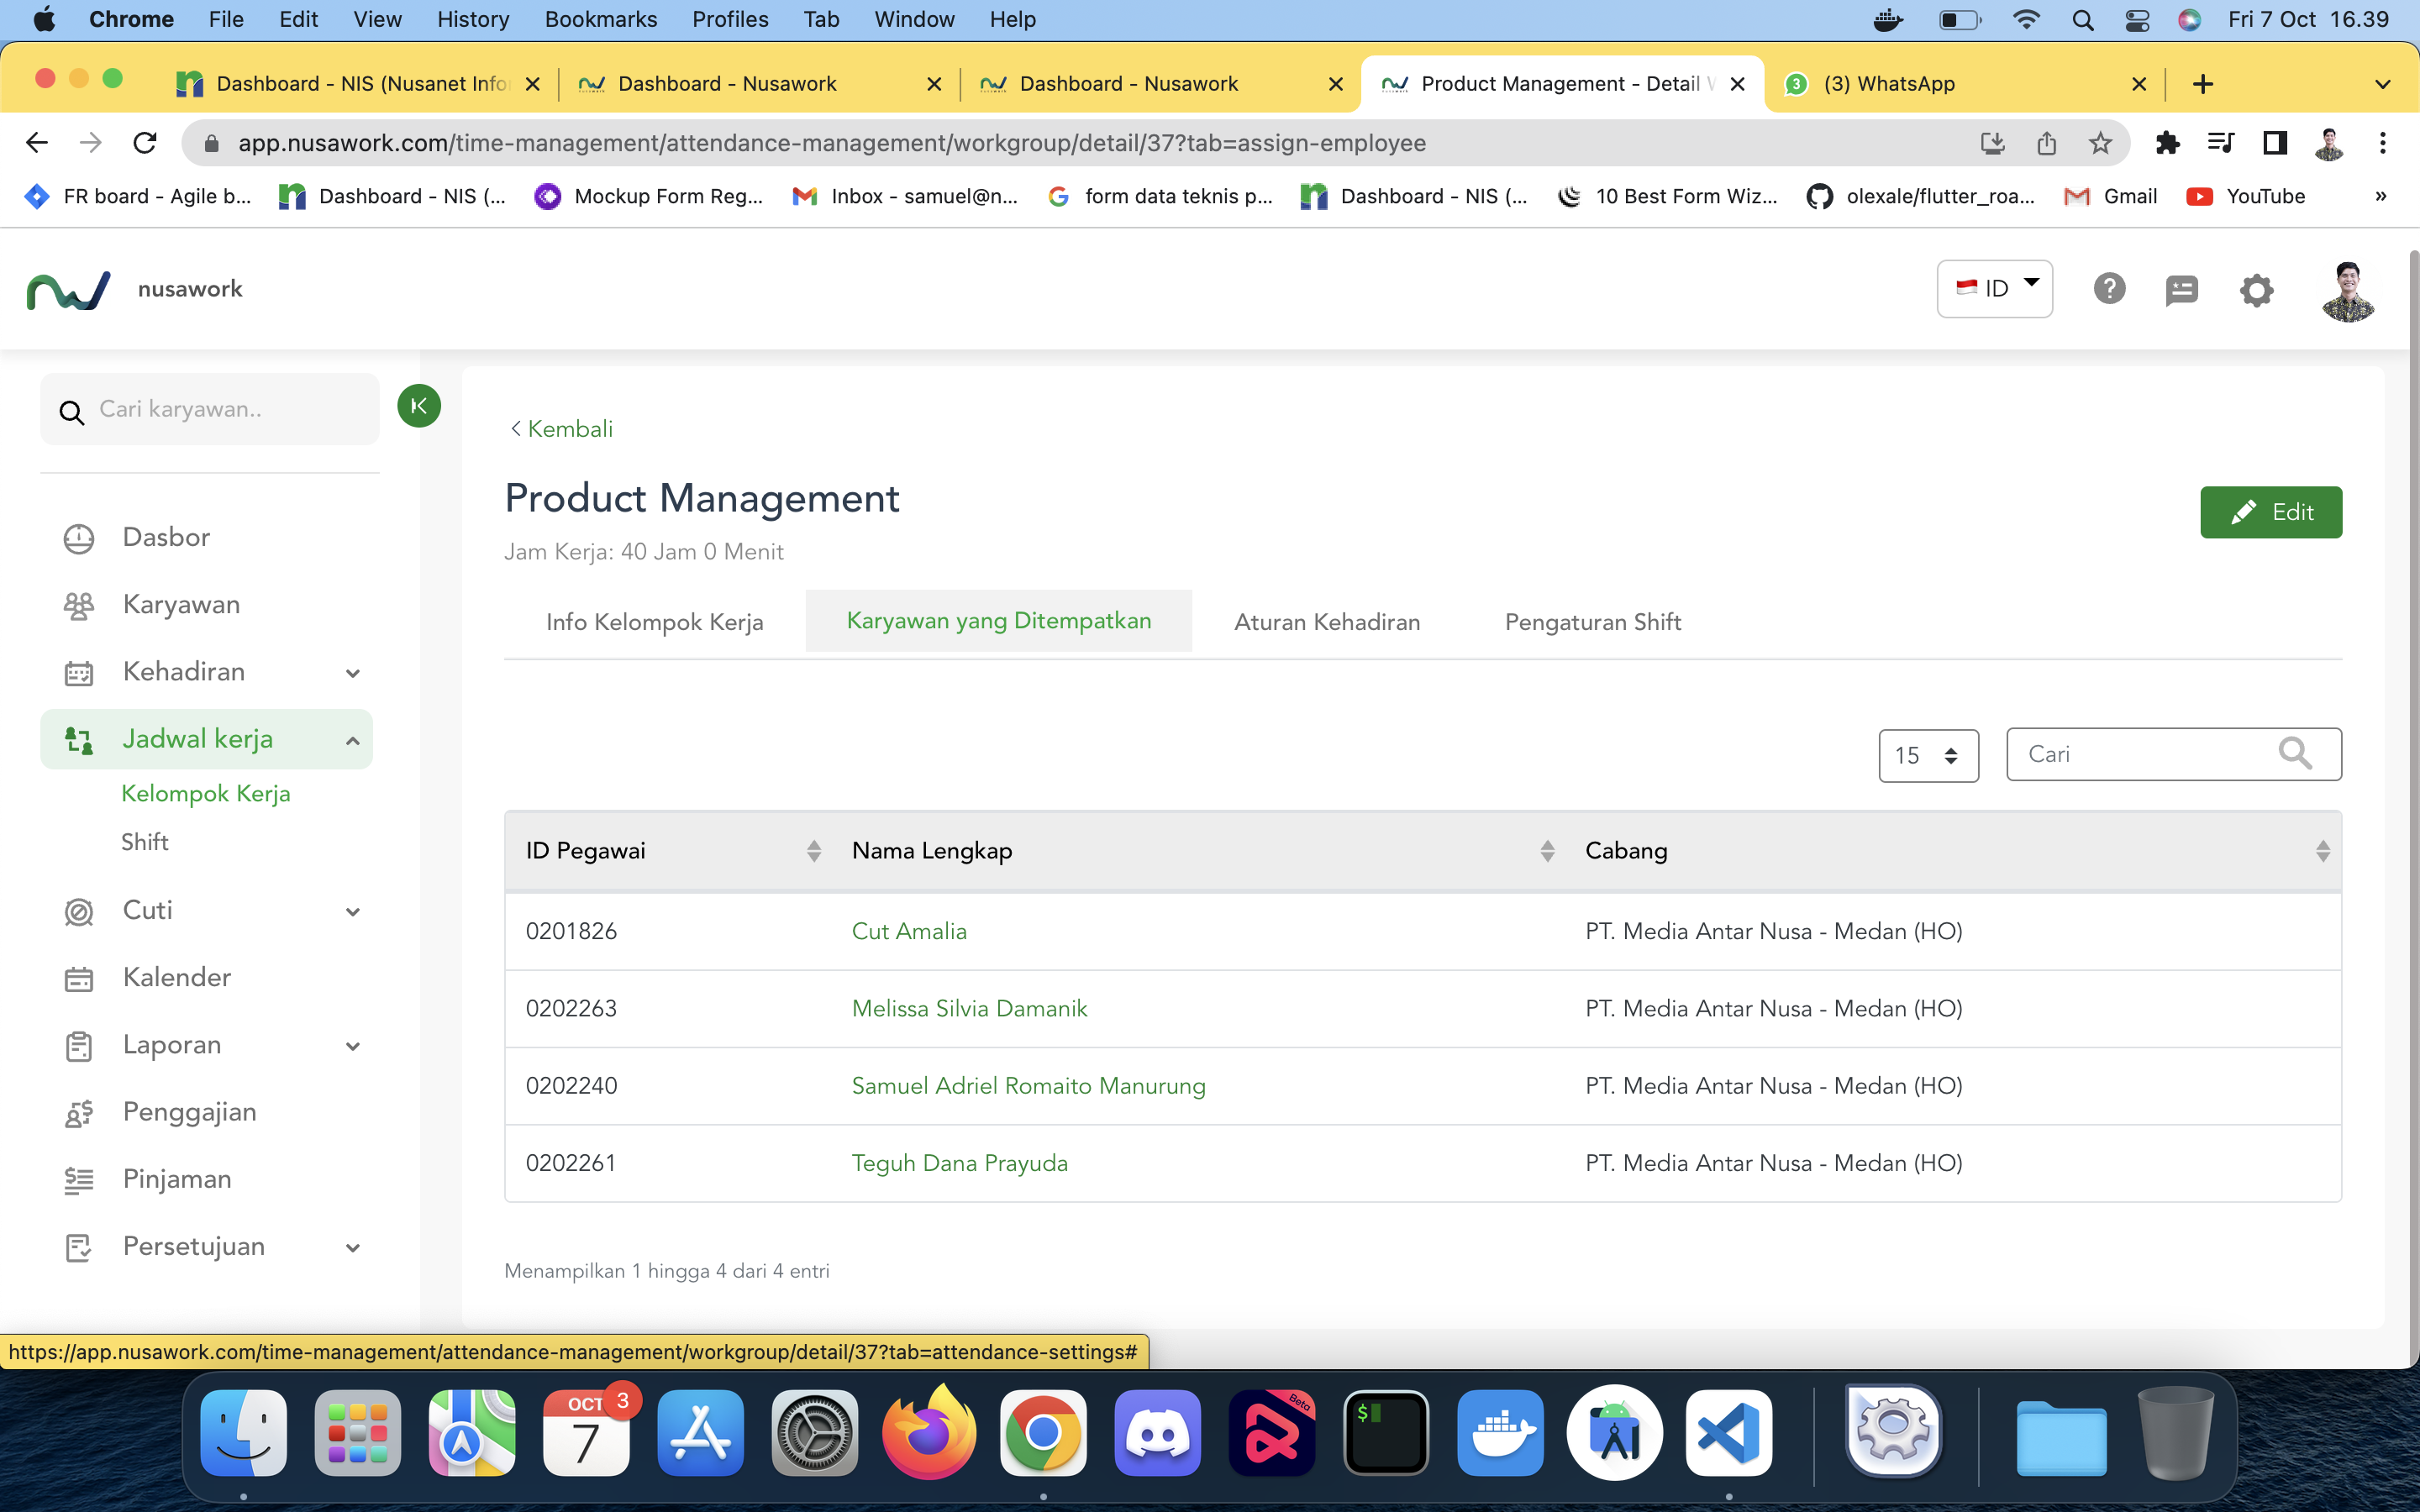 Chrome File Edit View History Bookmarks Profiles Tab Window Help Fri 7 Oct 16.39
Dashboard - NIS (Nusanet Info Dashboard - Nusawork Dashboard - Nusawork Product Management - Detail W 3 (3) WhatsApp
app.nusawork.com/time-management/attendance-management/workgroup/detail/37?tab=assign-employee
FR board - Agile b... Dashboard - NIS (... Mockup Form Reg... Inbox - samuel@n... form data teknis p... Dashboard - NIS (... 10 Best Form Wiz... olexale/flutter_roa... Gmail YouTube »
nusawork ID
Cari karyawan..
Dasbor
Karyawan
Kehadiran
Jadwal kerja
Kelompok Kerja
Shift
Cuti
Kalender
Laporan
Penggajian
Pinjaman
Persetujuan
Kembali
Product Management
Edit
Jam Kerja: 40 Jam 0 Menit
Info Kelompok Kerja Karyawan yang Ditempatkan Aturan Kehadiran Pengaturan Shift
15 Cari
ID Pegawai Nama Lengkap Cabang
0201826 Cut Amalia PT. Media Antar Nusa - Medan (HO)
0202263 Melissa Silvia Damanik PT. Media Antar Nusa - Medan (HO)
0202240 Samuel Adriel Romaito Manurung PT. Media Antar Nusa - Medan (HO)
0202261 Teguh Dana Prayuda PT. Media Antar Nusa - Medan (HO)
Menampilkan 1 hingga 4 dari 4 entri
https://app.nusawork.com/time-management/attendance-management/workgroup/detail/37?tab=attendance-settings#
OCT 3
7
Beta
$